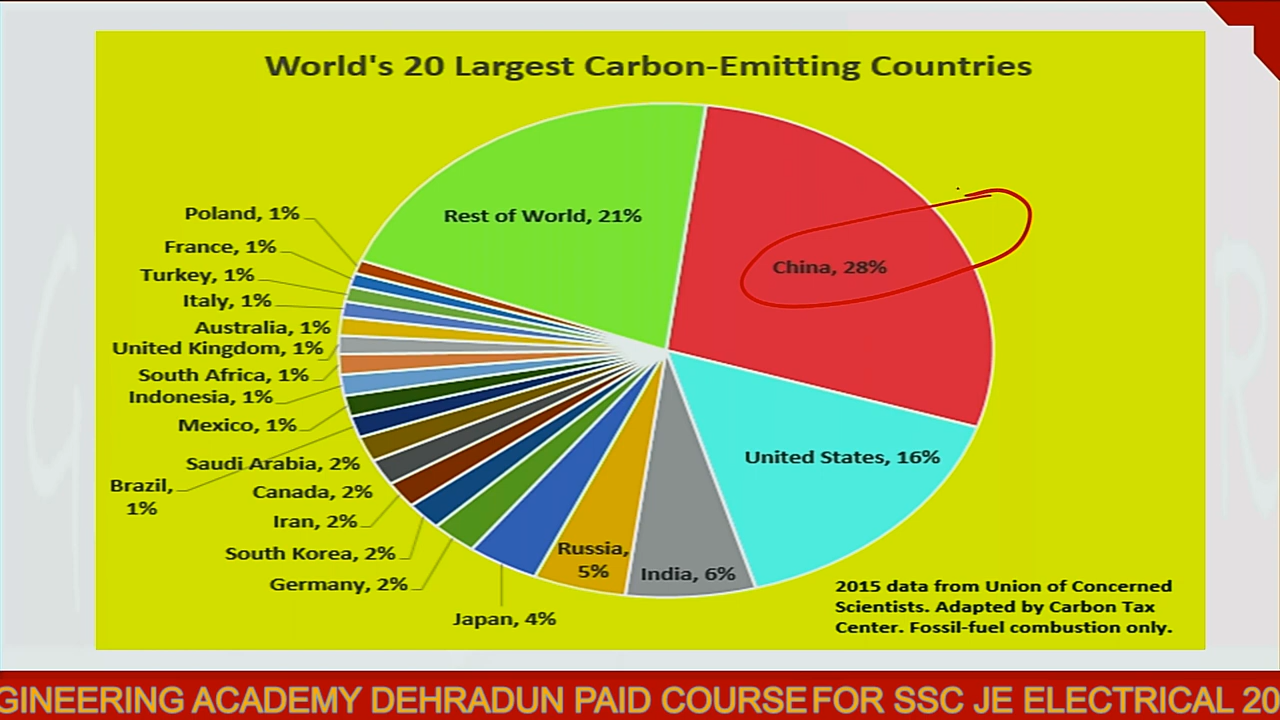 World's 20 Largest Carbon-Emitting Countries
Rest of World, 21%
China, 28%
United States, 16%
India, 6%
Russia,
5%
Japan, 4%
Germany, 2%
South Korea, 2%
Iran, 2%
Canada, 2%
Saudi Arabia, 2%
Brazil,
1%
Mexico, 1%
Indonesia, 1%
South Africa, 1%
United Kingdom, 1%
Australia, 1%
Italy, 1%
Turkey, 1%
France, 1%
Poland, 1%
2015 data from Union of Concerned
Scientists. Adapted by Carbon Tax
Center. Fossil-fuel combustion only.
GINEERING ACADEMY DEHRADUN PAID COURSE FOR SSC JE ELECTRICAL 20